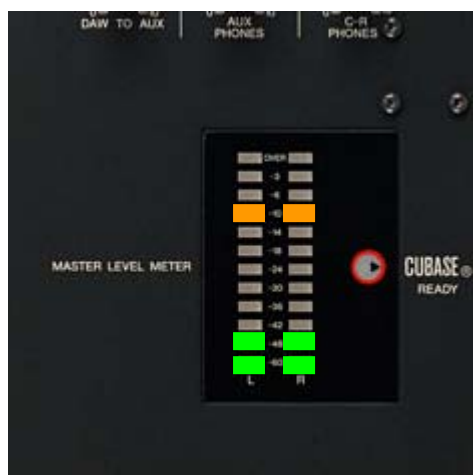 DAW TO AUX
AUX
PHONES
C-R
PHONES
OVER
-3
-6
-10
-14
-18
-24
-30
-36
-42
-48
-60
L R
MASTER LEVEL METER
CUBASE®
READY